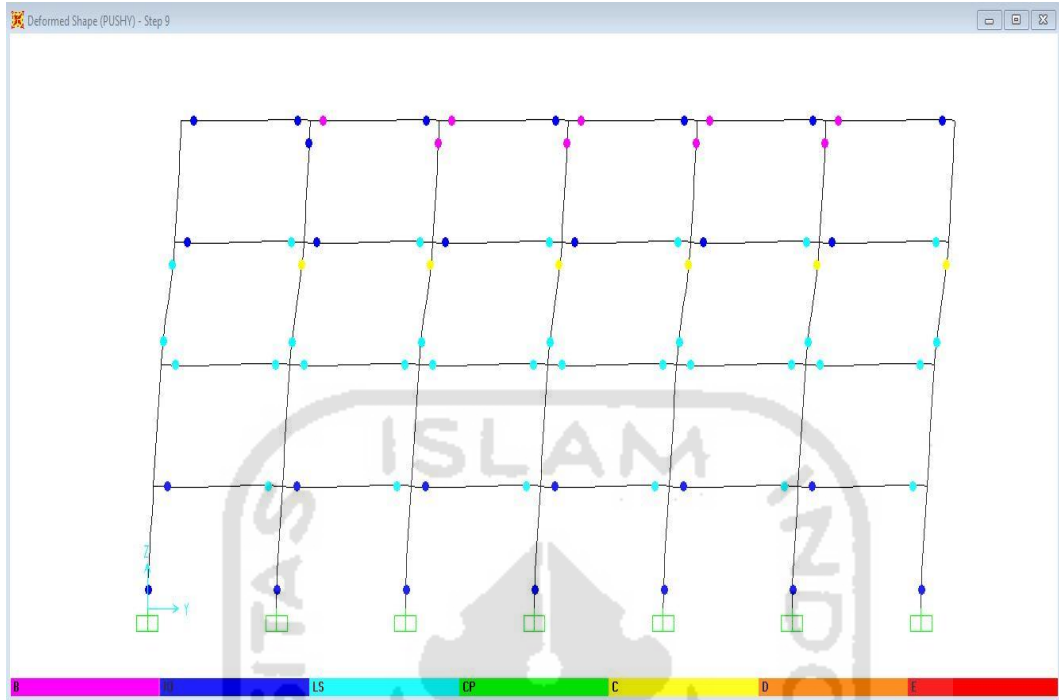 Deformed Shape (PUSHY) - Step 9
ISLAM
Z
Y
B IO LS CP C D E